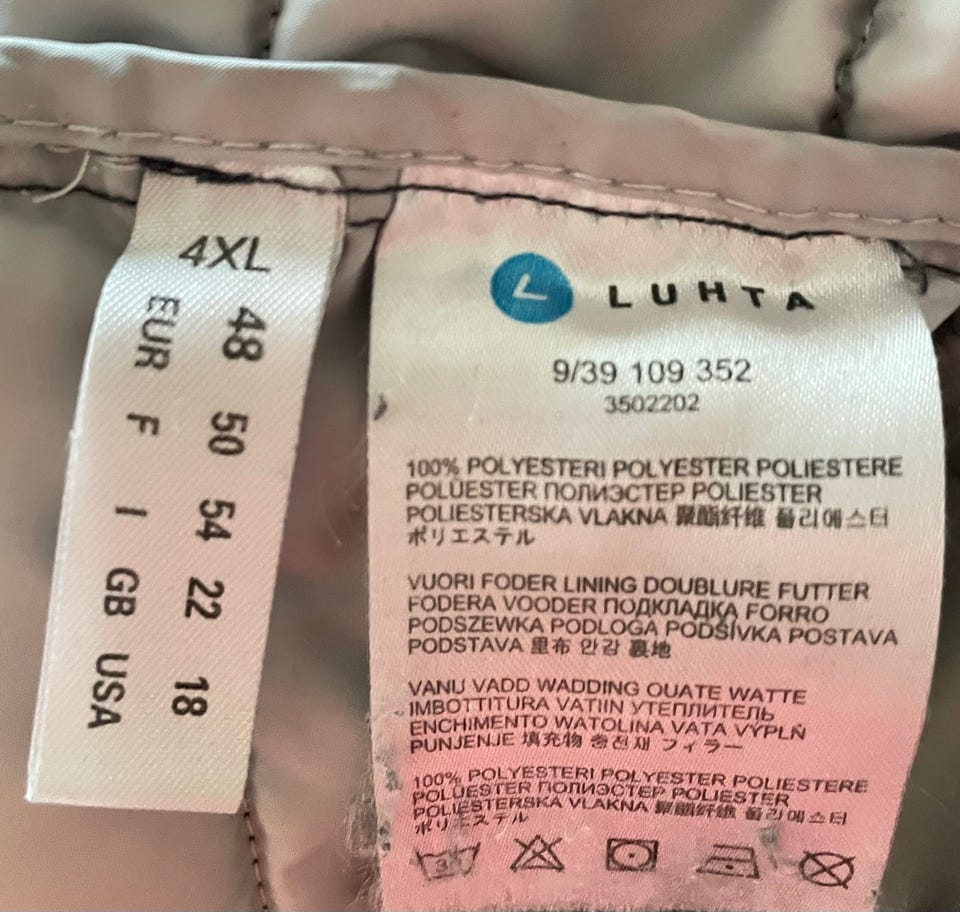 4XL
EUR 48
F 50
I 54
GB 22
USA 18
LUHTA
9/39 109 352
3502202
100% POLYESTERI POLYESTER POLIESTERE
POLÜESTER ПОЛИЭСТЕР POLIESTER
POLIESTERSKA VLAKNA 聚酯纤维 폴리에스터
ポリエステル
VUORI FODER LINING DOUBLURE FUTTER
FODERA VOODER ПОДКЛАДКА FORRO
PODSZEWKA PODLOGA PODŠÍVKA POSTAVA
PODSTAVA 里布 안감 裏地
VANU VADD WADDING OUATE WATTE
IMBOTTITURA VATIIN УТЕПЛИТЕЛЬ
ENCHIMENTO WATOLINA VATA VÝPLŇ
PUNJENJE 填充物 충전재 フィラー
100% POLYESTERI POLYESTER POLIESTERE
POLÜESTER ПОЛИЭСТЕР POLIESTER
POLIESTERSKA VLAKNA 聚酯纤维 폴리에스터
ポリエステル